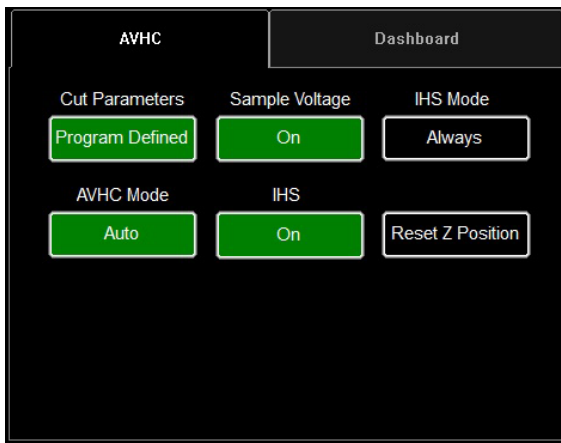 AVHC
Dashboard
Cut Parameters
Sample Voltage
IHS Mode
Program Defined
On
Always
AVHC Mode
IHS
Auto
On
Reset Z Position